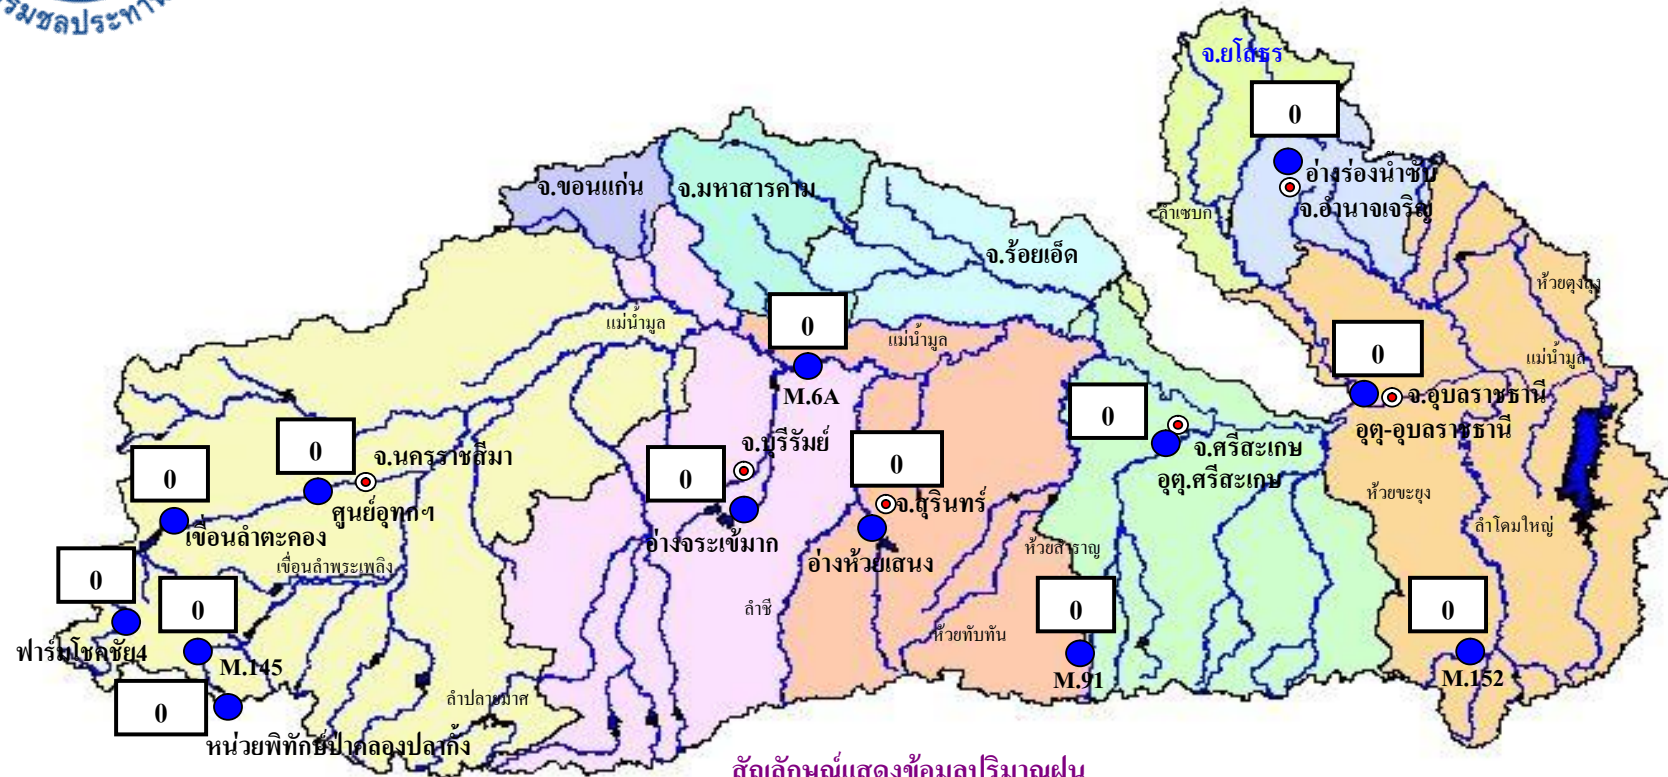 จ.ยโสธร
0
อ่างร่องน้ำซับ
จ.อำนาจเจริญ
จ.ขอนแก่น
จ.มหาสารคาม
ลำเซบก
จ.ร้อยเอ็ด
ห้วยตุงลุง
แม่น้ำมูล
0
แม่น้ำมูล
0
แม่น้ำมูล
M.6A
0
จ.อุบลราชธานี
อุตุ-อุบลราชธานี
0
จ.นครราชสีมา
ศูนย์อุทกฯ
จ.บุรีรัมย์
0
0
จ.ศรีสะเกษ
อุตุ.ศรีสะเกษ
0
เขื่อนลำตะคอง
อ่างจระเข้มาก
จ.สุรินทร์
อ่างห้วยเสนง
ห้วยขะยุง
ลำโดมใหญ่
ห้วยสำราญ
เขื่อนลำพระเพลิง
0
0
ลำชี
0
0
ห้วยทับทัน
ฟาร์มโชคชัย4
M.145
M.91
M.152
0
ลำปลายมาศ
หน่วยพิทักษ์ป่าคลองปลากั้ง
สัญลักษณ์แสดงข้อมูลปริมาณฝน